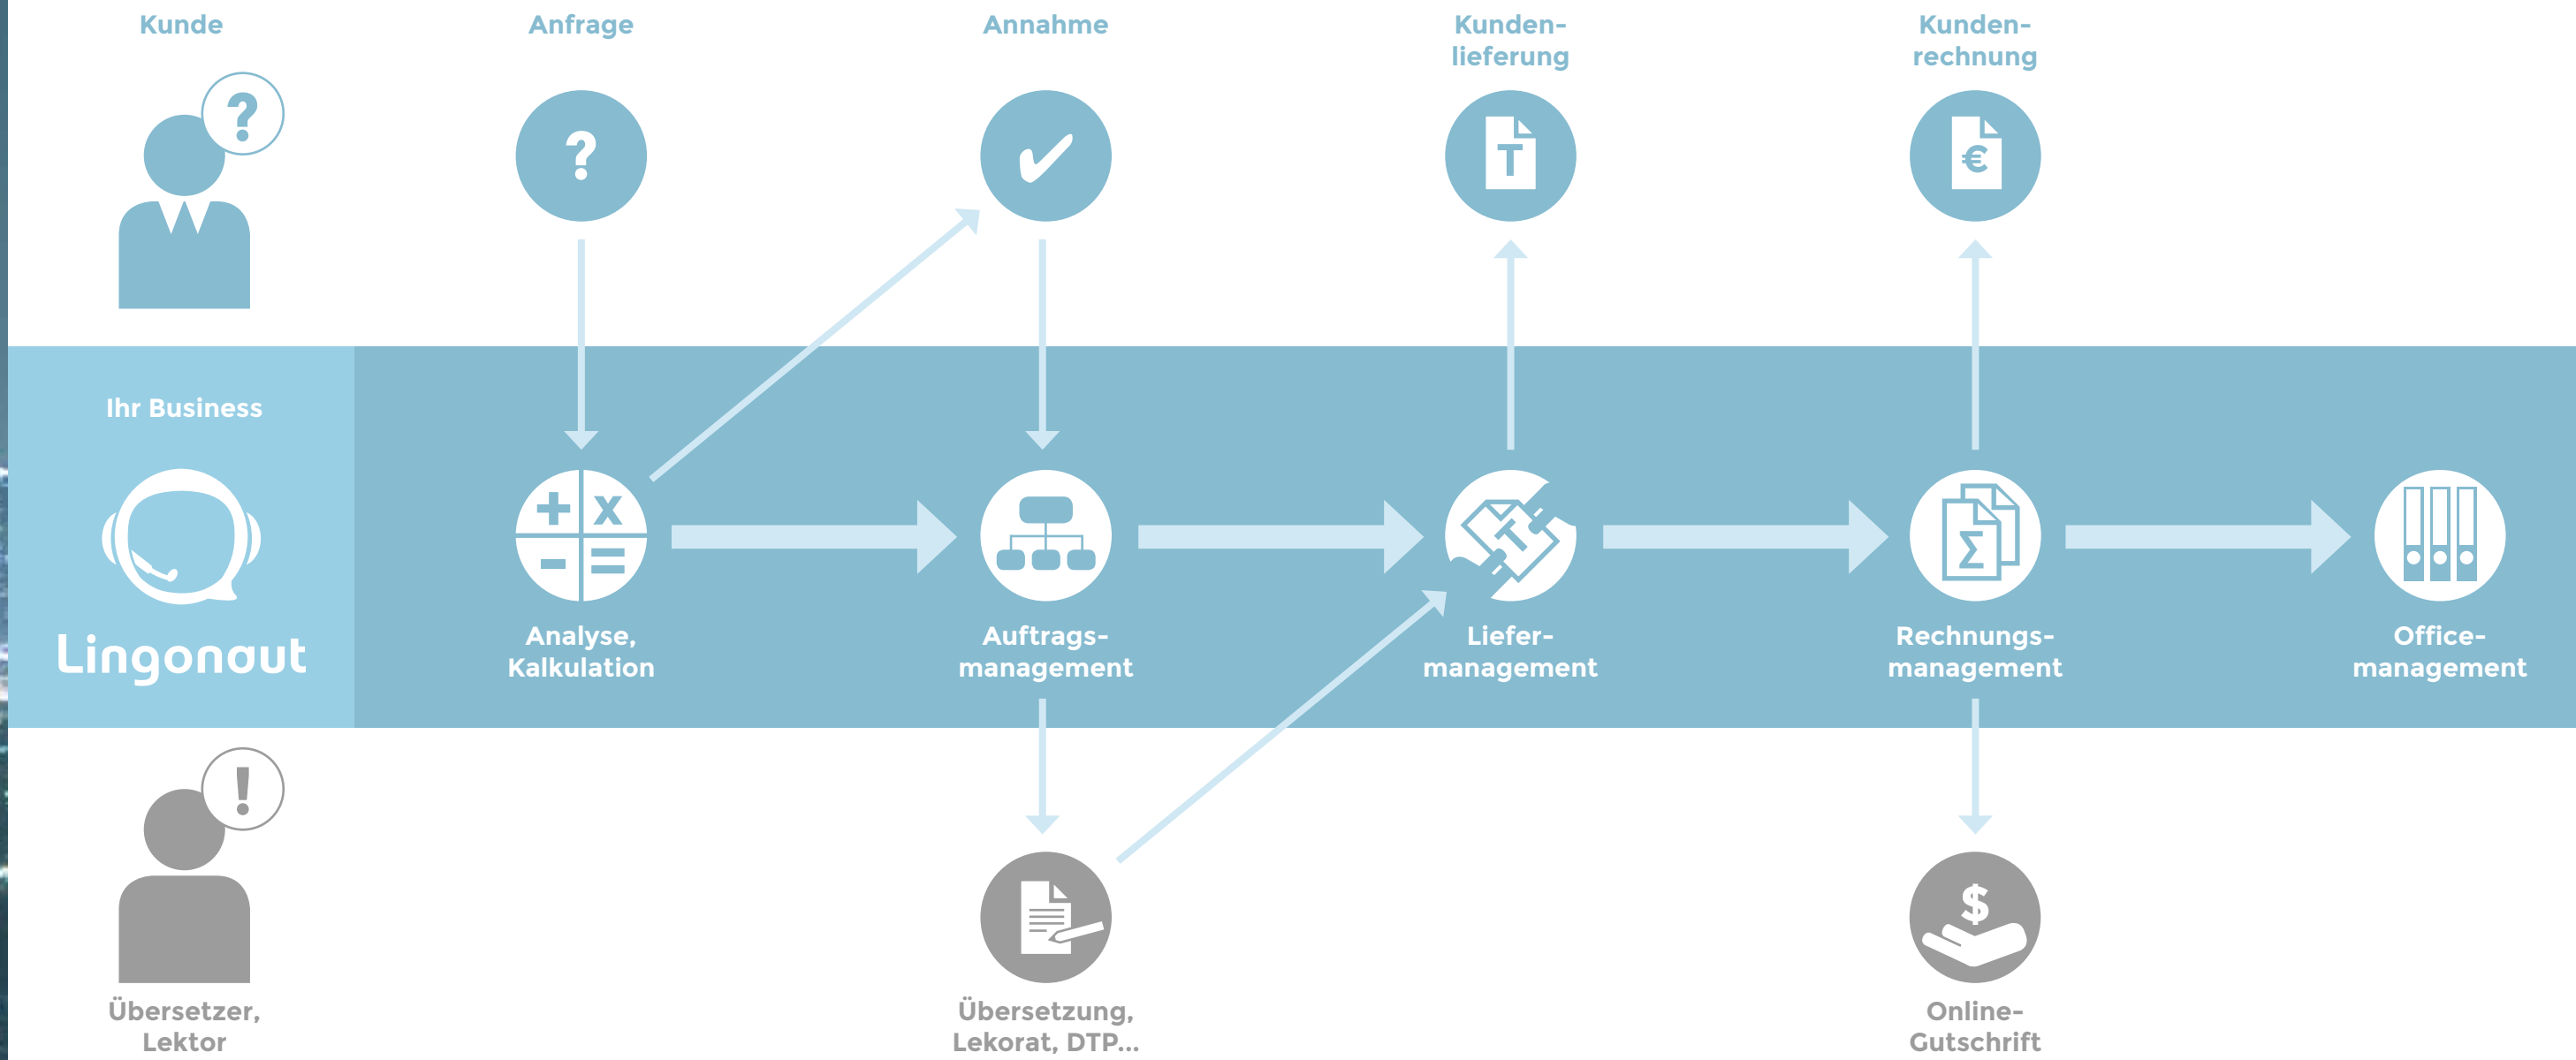 Kunde
Anfrage
Annahme
Kunden-
lieferung
Kunden-
rechnung
?
?
T
€
Ihr Business
Lingonaut
+ x
- =
T
Σ
Analyse,
Kalkulation
Auftrags-
management
Liefer-
management
Rechnungs-
management
Office-
management
!
$
Übersetzer,
Lektor
Übersetzung,
Lekorat, DTP...
Online-
Gutschrift